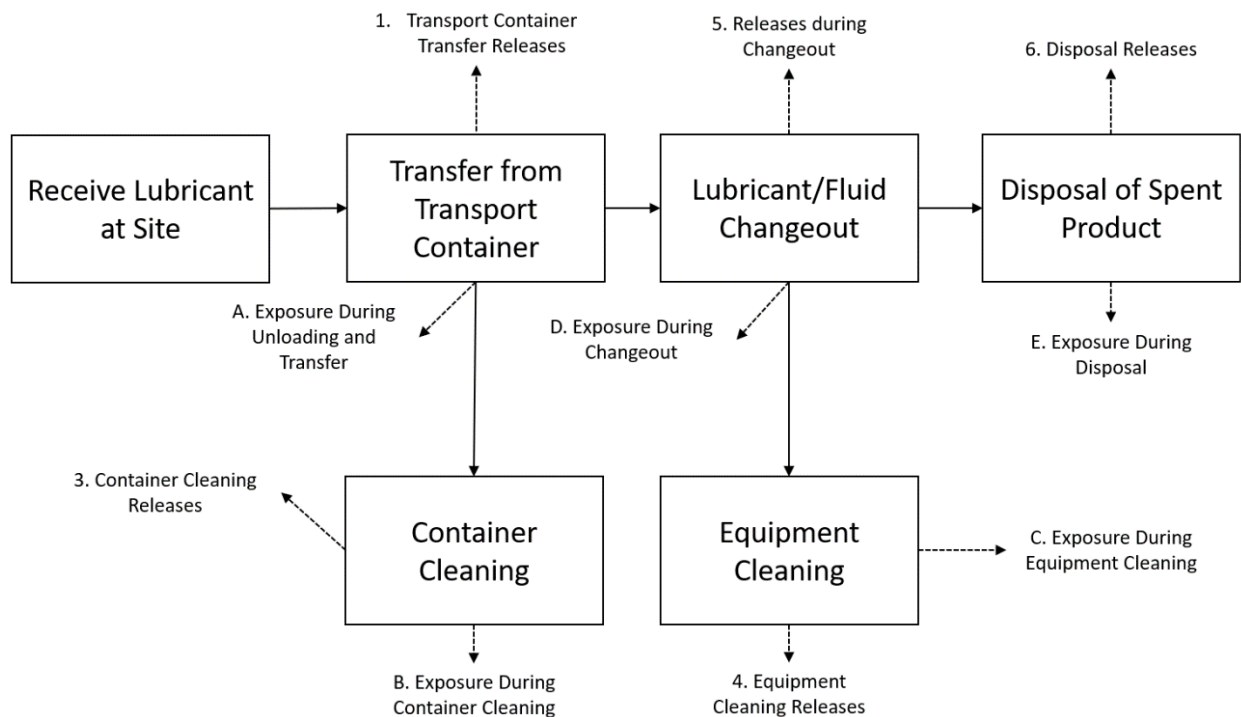 1. Transport Container
Transfer Releases
5. Releases during
Changeout
6. Disposal Releases
Receive Lubricant
at Site
Transfer from
Transport
Container
Lubricant/Fluid
Changeout
Disposal of Spent
Product
A. Exposure During
Unloading and
Transfer
D. Exposure During
Changeout
E. Exposure During
Disposal
3. Container Cleaning
Releases
Container
Cleaning
Equipment
Cleaning
C. Exposure During
Equipment Cleaning
B. Exposure During
Container Cleaning
4. Equipment
Cleaning Releases